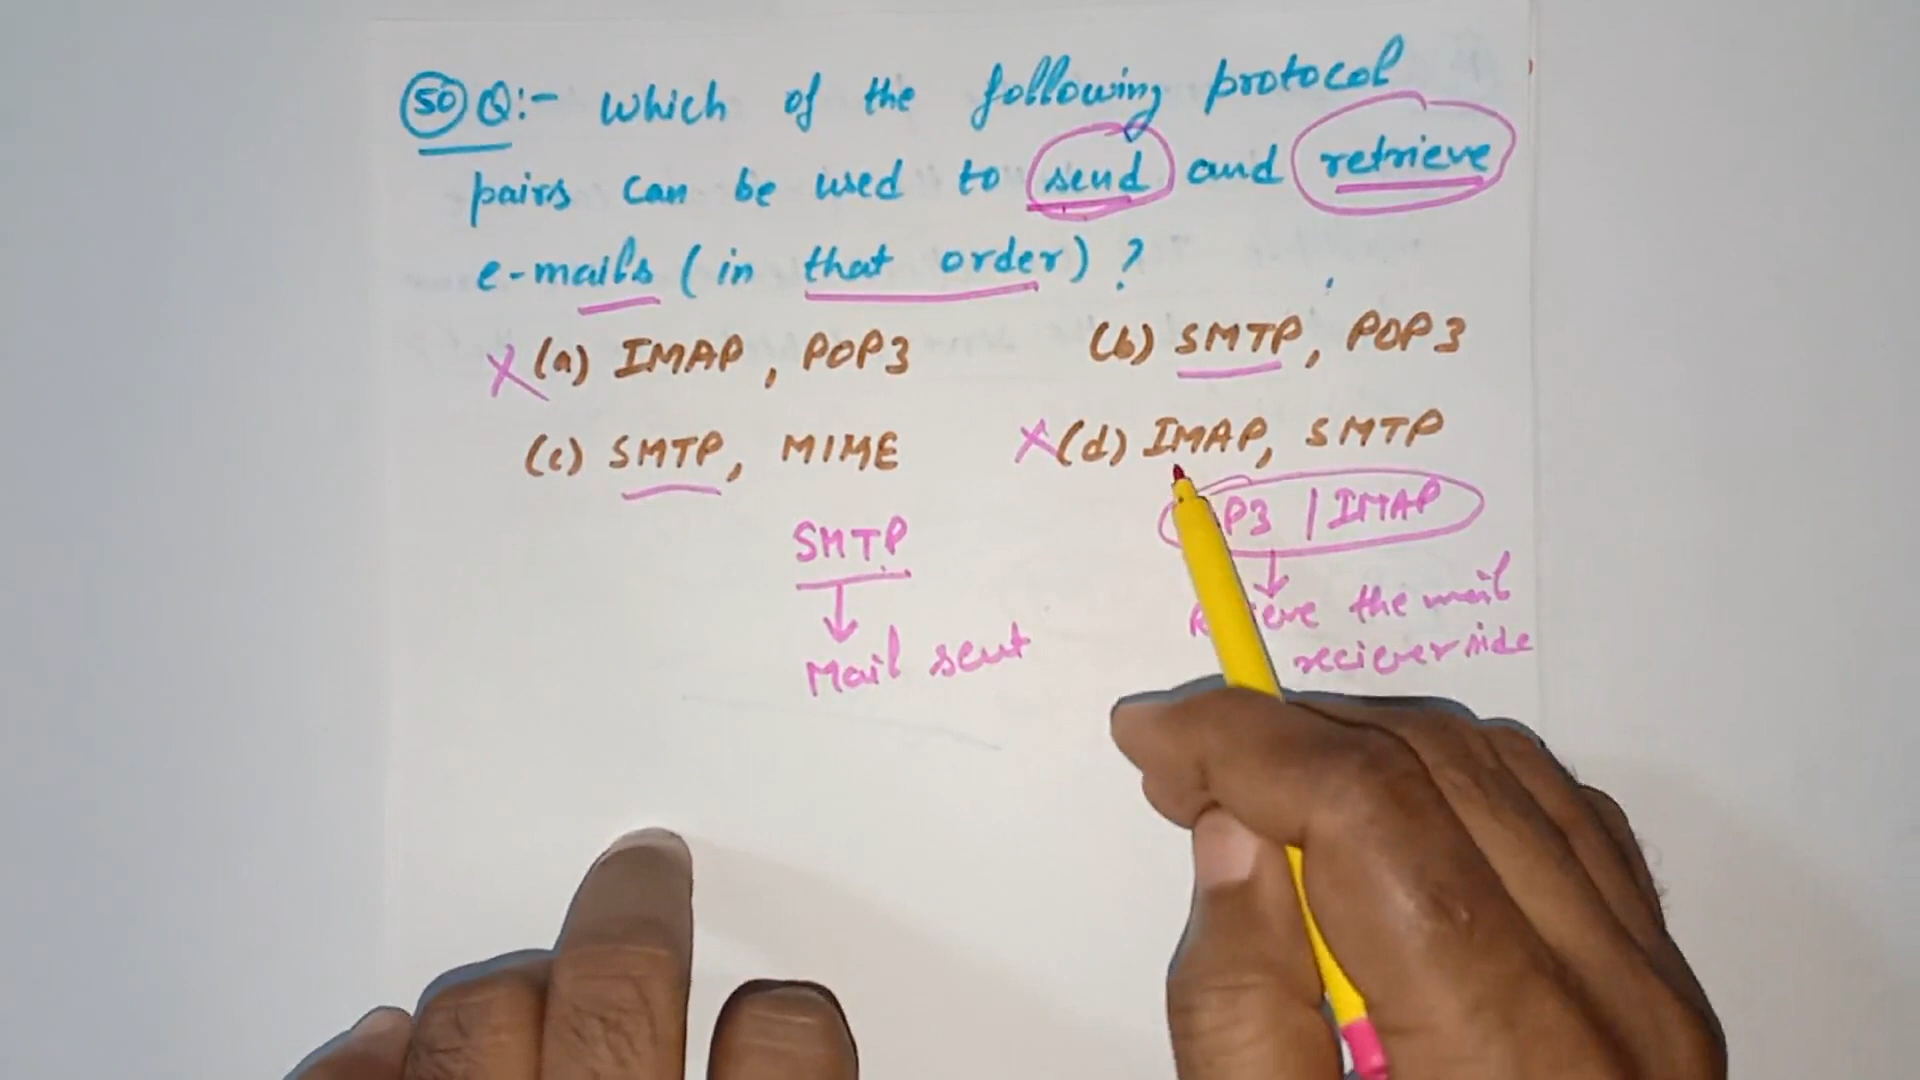 50 Q:- Which of the following protocol
pairs can be used to send and retrieve
e-mails (in that order) ?
X (a) IMAP, POP3 (b) SMTP, POP3
(c) SMTP, MIME X (d) IMAP, SMTP
SMTP P3 / IMAP
Mail sent the mail
reciever side